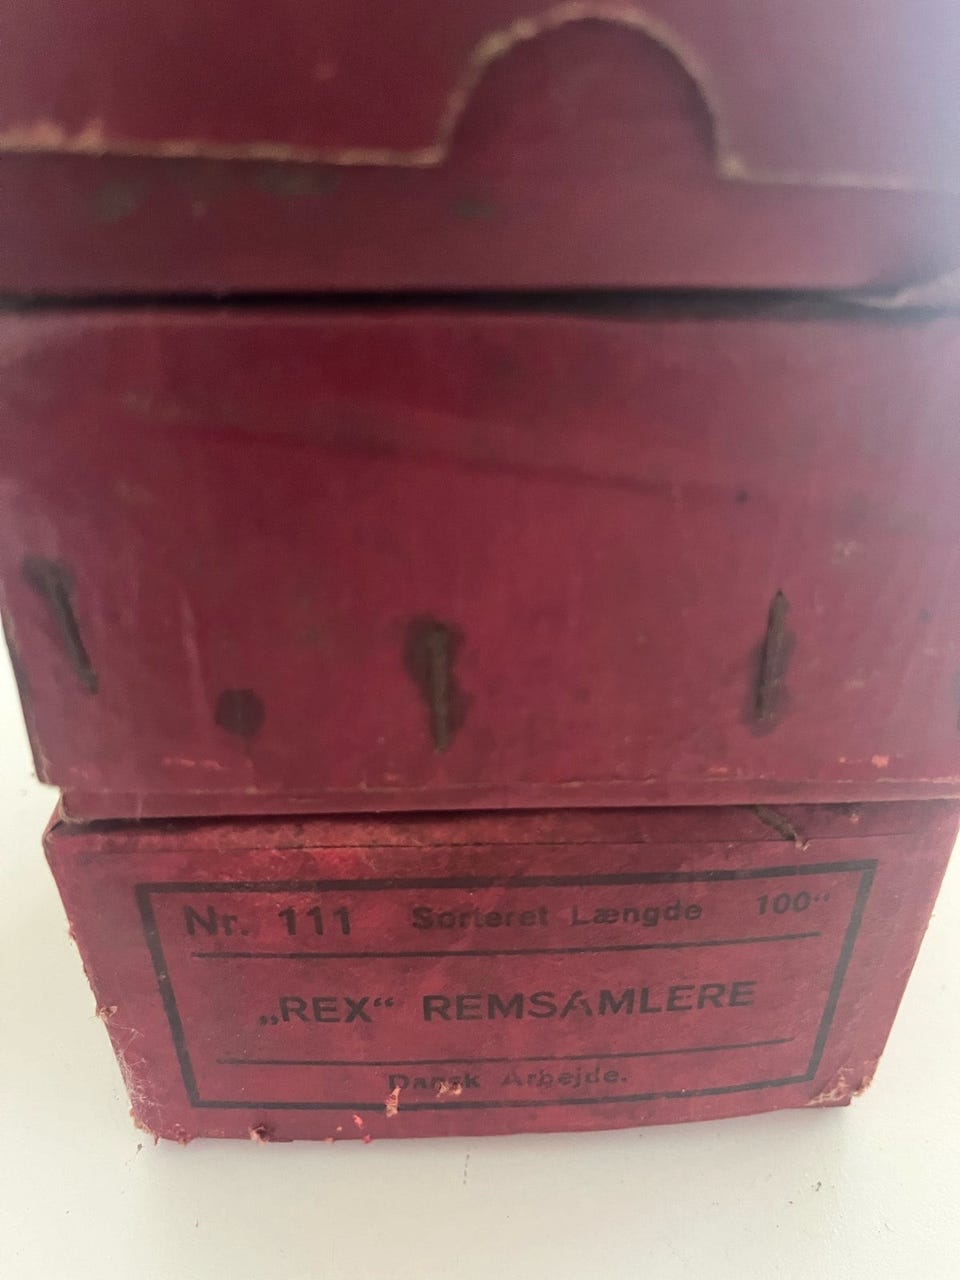 Nr. 111 Sorteret Længde 100"
„REX“ REMSAMLERE
Dansk Arbejde.